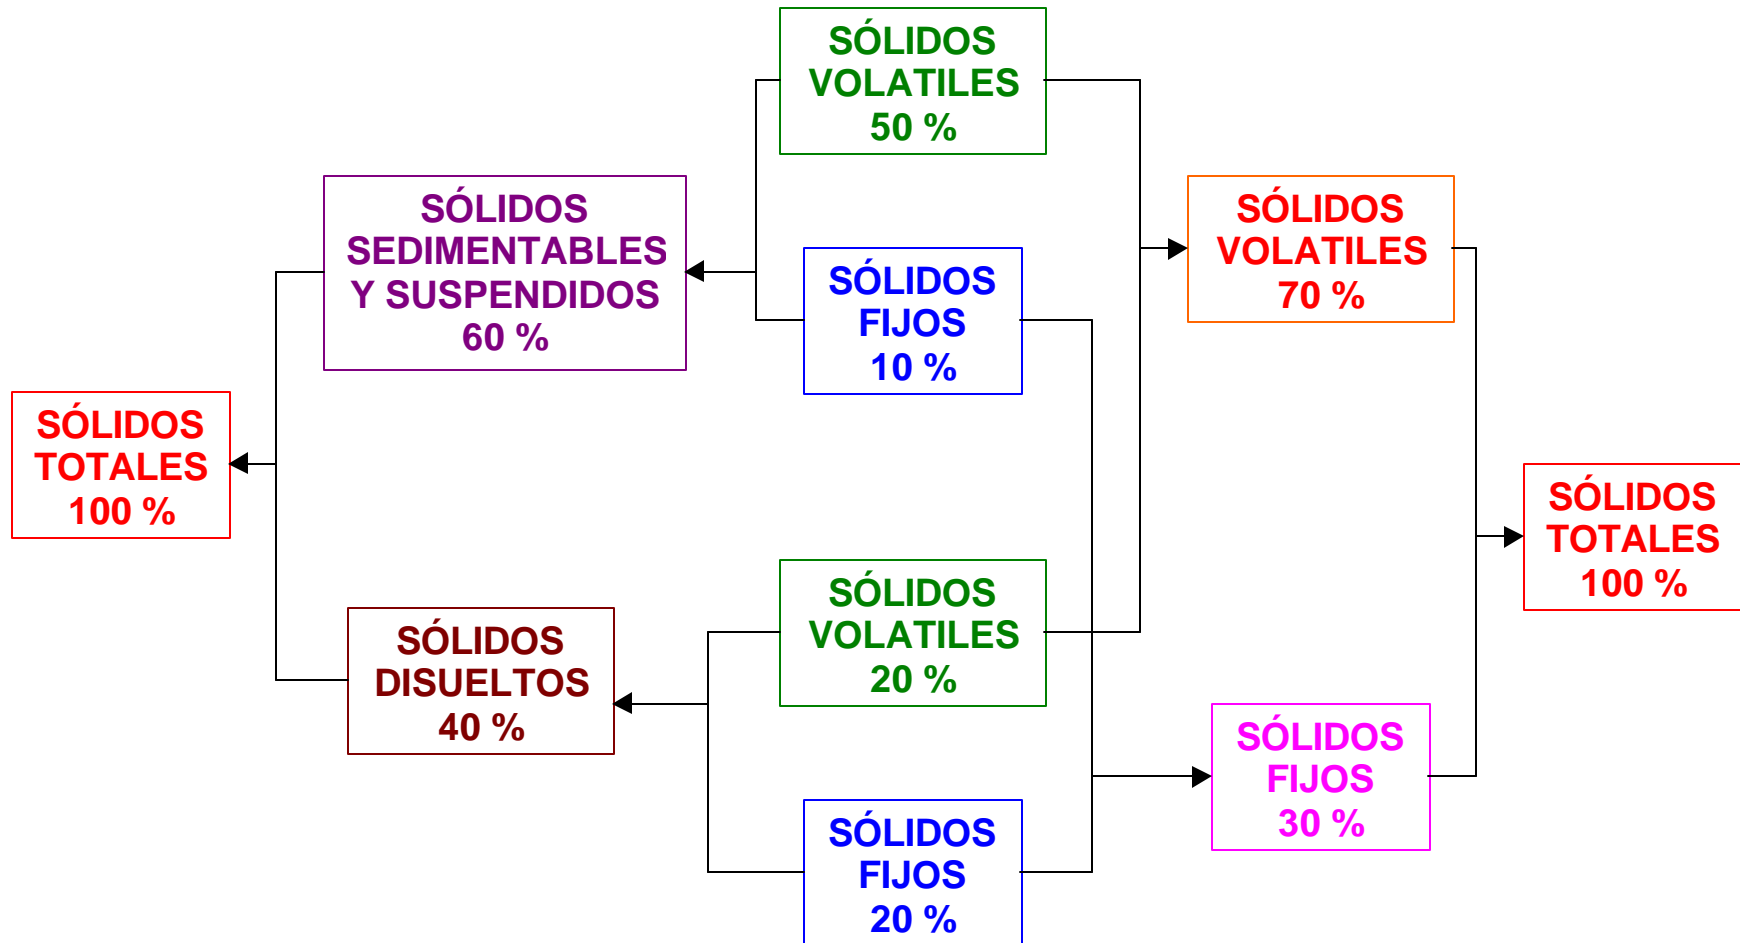 SÓLIDOS
VOLATILES
50 %
SÓLIDOS
SEDIMENTABLES
Y SUSPENDIDOS
60 %
SÓLIDOS
VOLATILES
70 %
SÓLIDOS
FIJOS
10 %
SÓLIDOS
TOTALES
100 %
SÓLIDOS
TOTALES
100 %
SÓLIDOS
VOLATILES
20 %
SÓLIDOS
DISUELTOS
40 %
SÓLIDOS
FIJOS
30 %
SÓLIDOS
FIJOS
20 %